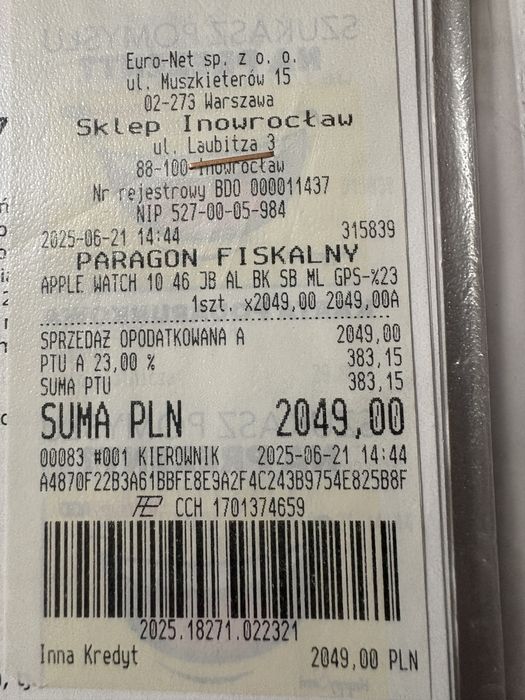 Euro-Net sp. z o. o.
ul. Muszkieterów 15
02-273 Warszawa
Sklep Inowrocław
ul. Laubitza 3
88-100 Inowrocław
Nr rejestrowy BDO 000011437
NIP 527-00-05-984
2025-06-21 14:44 315839
PARAGON FISKALNY
APPLE WATCH 10 46 JB AL BK SB ML GPS-%23
1szt. x2049,00 2049,00A
SPRZEDAŻ OPODATKOWANA A 2049,00
PTU A 23,00 % 383,15
SUMA PTU 383,15
SUMA PLN 2049,00
00083 #001 KIEROWNIK 2025-06-21 14:44
A4870F22B3A61BBFE8E9A2F4C243B9754E825B8F
CCH 1701374659
2025.18271.022321
Inna Kredyt 2049,00 PLN